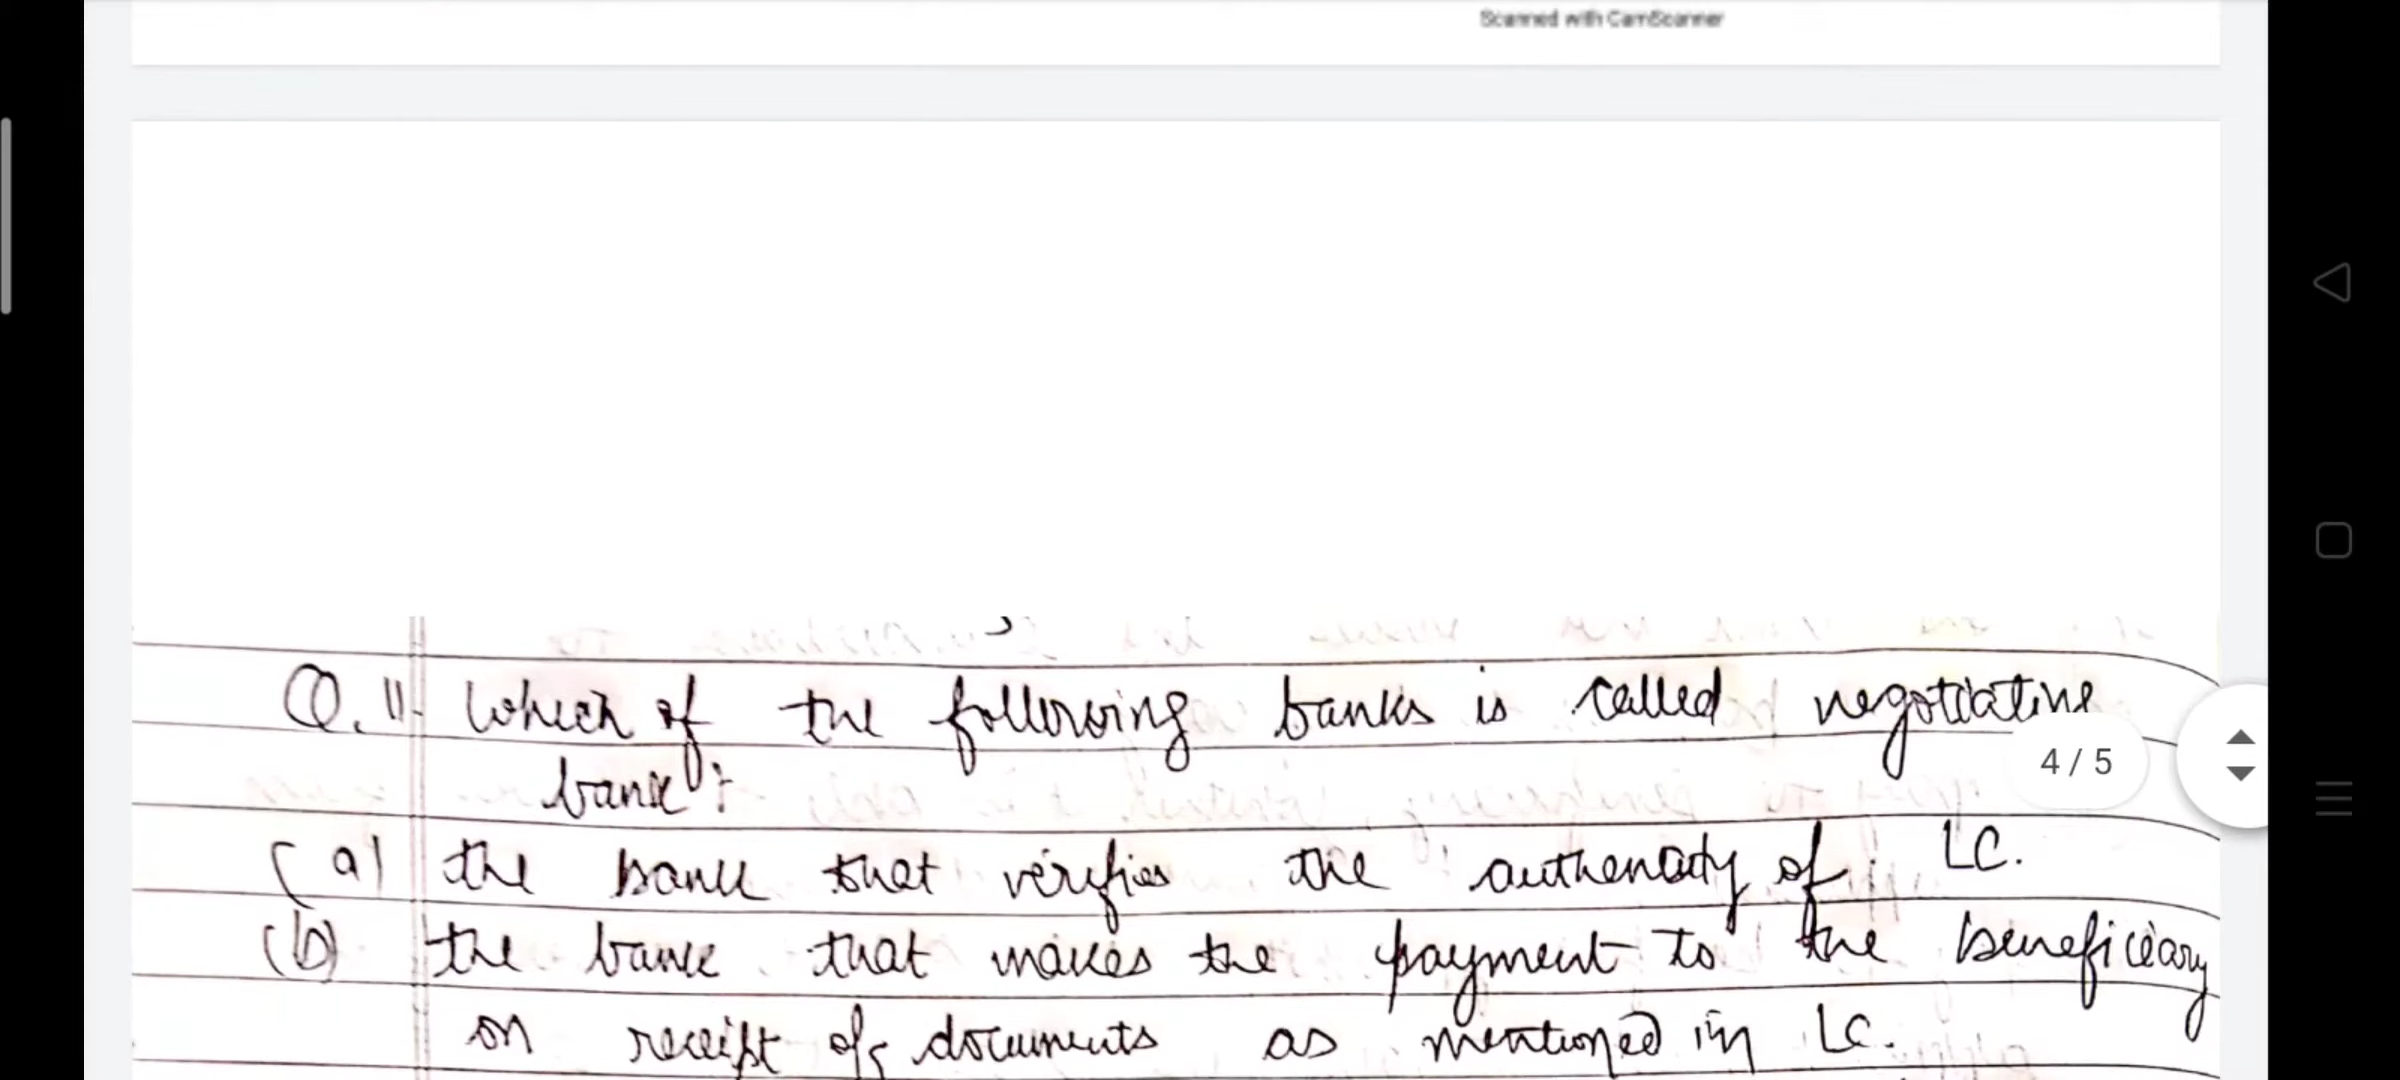 Scanned with CamScanner
Q.11 Which of the following banks is called negotiative
4 / 5
bank:
(a) the bank that verifies the authencity of LC.
(b) the bank that makes the payment to the beneficiary
on receipt of documents as mentioned in LC.